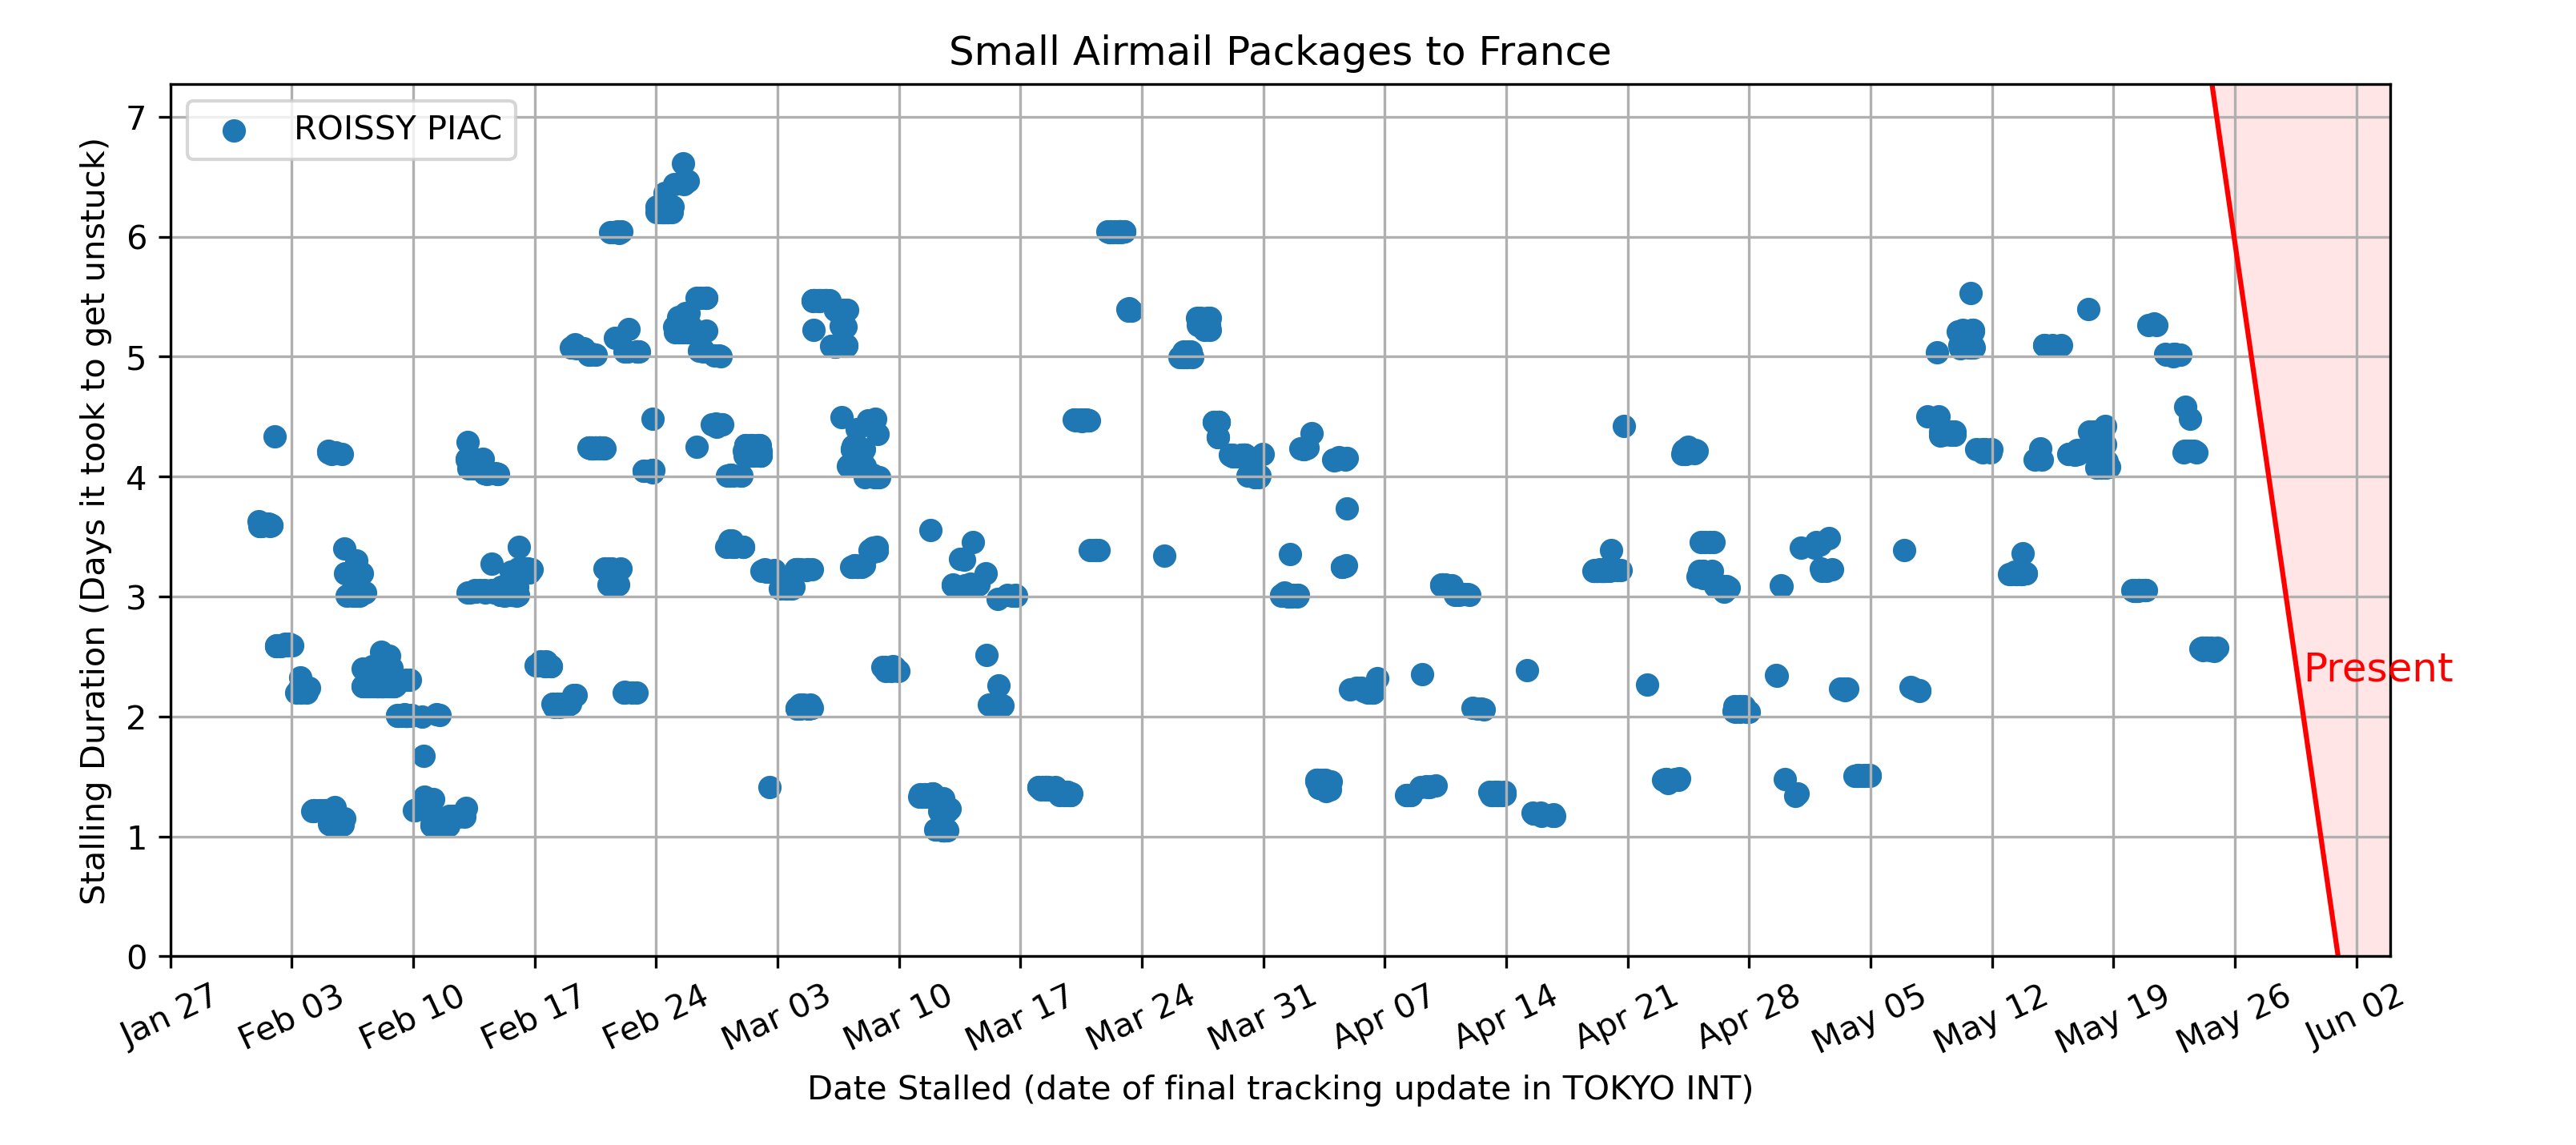 Small Airmail Packages to France
ROISSY PIAC
Stalling Duration (Days it took to get unstuck)
7
6
5
4
3
2
1
0
Present
Jan 27
Feb 03
Feb 10
Feb 17
Feb 24
Mar 03
Mar 10
Mar 17
Mar 24
Mar 31
Apr 07
Apr 14
Apr 21
Apr 28
May 05
May 12
May 19
May 26
Jun 02
Date Stalled (date of final tracking update in TOKYO INT)